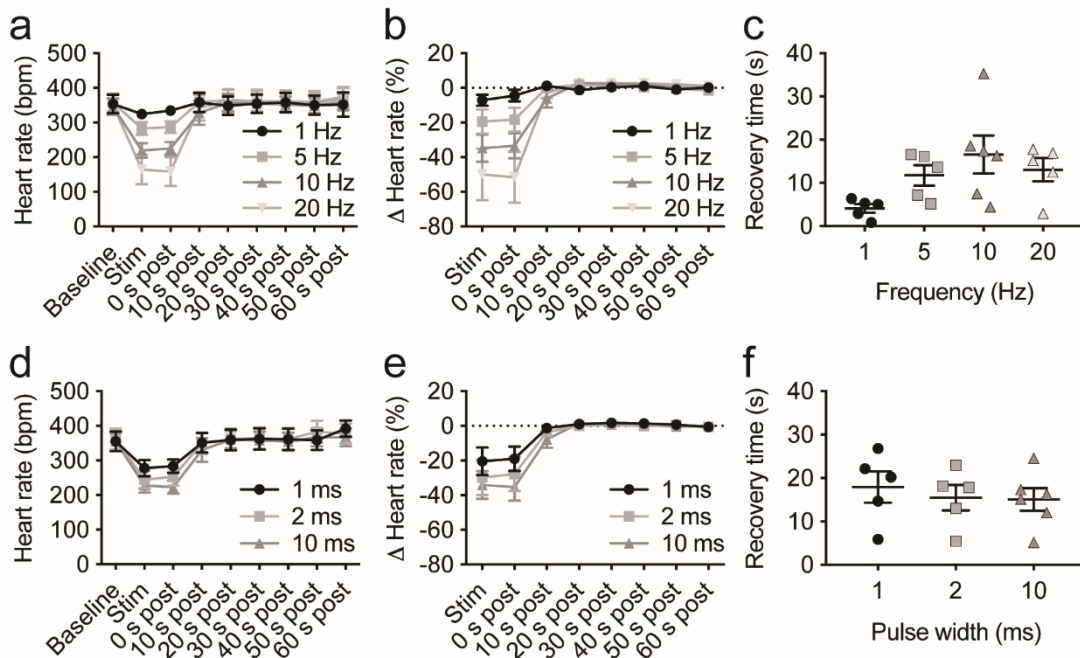 a
Heart rate (bpm)
500
400
300
200
100
0
1 Hz
5 Hz
10 Hz
20 Hz
Baseline
Stim
0 s post
10 s post
20 s post
30 s post
40 s post
50 s post
60 s post
b
Δ Heart rate (%)
0
-20
-40
-60
-80
1 Hz
5 Hz
10 Hz
20 Hz
Stim
0 s post
10 s post
20 s post
30 s post
40 s post
50 s post
60 s post
c
Recovery time (s)
40
30
20
10
0
1 5 10 20
Frequency (Hz)
d
Heart rate (bpm)
500
400
300
200
100
0
1 ms
2 ms
10 ms
Baseline
Stim
0 s post
10 s post
20 s post
30 s post
40 s post
50 s post
60 s post
e
Δ Heart rate (%)
20
0
-20
-40
-60
-80
1 ms
2 ms
10 ms
Stim
0 s post
10 s post
20 s post
30 s post
40 s post
50 s post
60 s post
f
Recovery time (s)
40
30
20
10
0
1 2 10
Pulse width (ms)